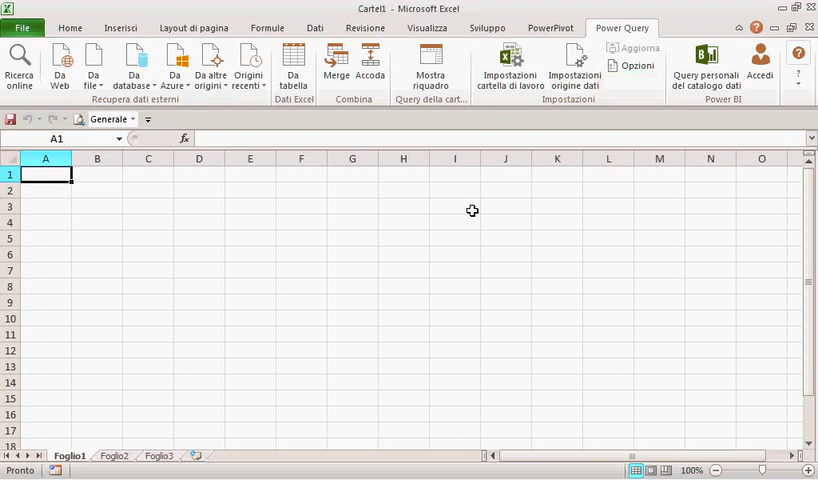 Cartel1 - Microsoft Excel
File Home Inserisci Layout di pagina Formule Dati Revisione Visualizza Sviluppo PowerPivot Power Query
Ricerca online
Da Web
Da file
Da database
Da Azure
Da altre origini
Origini recenti
Recupera dati esterni
Da tabella
Dati Excel
Merge
Accoda
Combina
Mostra riquadro
Query della cart...
Impostazioni cartella di lavoro
Impostazioni origine dati
Aggiorna
Opzioni
Impostazioni
Query personali del catalogo dati
Accedi
Power BI
?
Generale
A1
fx
A B C D E F G H I J K L M N O
1
2
3
4
5
6
7
8
9
10
11
12
13
14
15
16
17
18
Foglio1 Foglio2 Foglio3
Pronto 100%